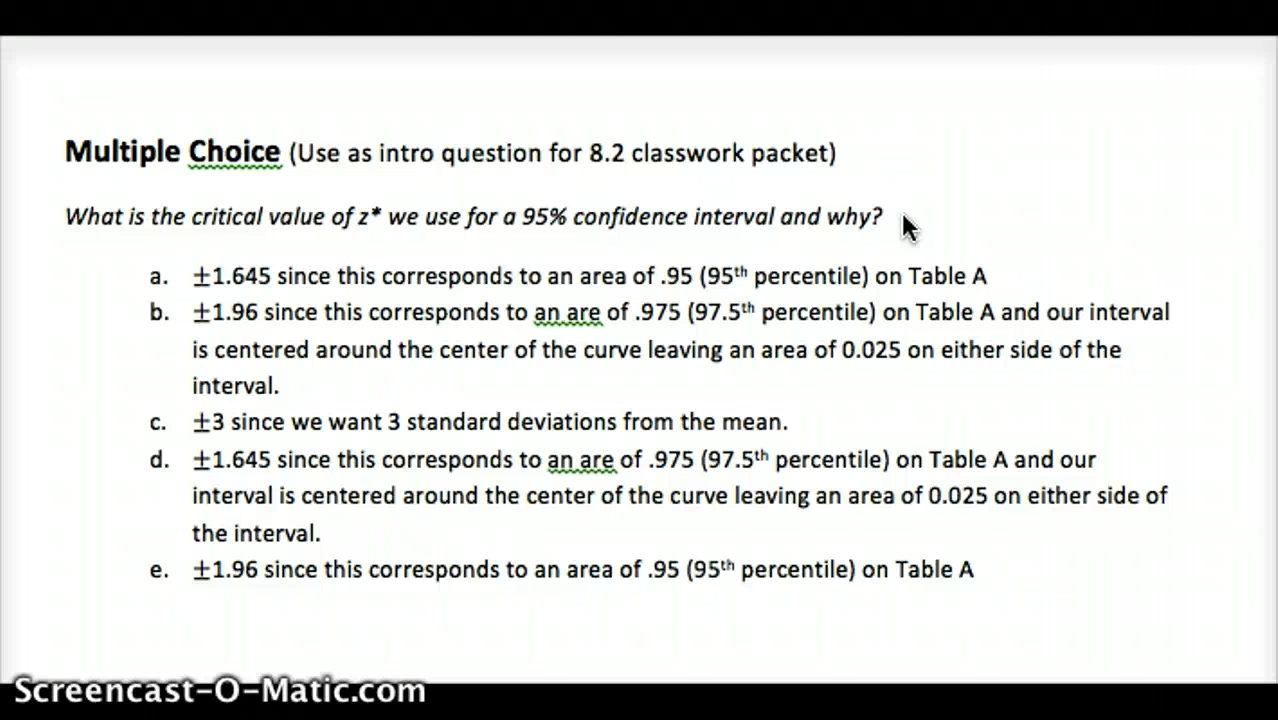 Multiple Choice (Use as intro question for 8.2 classwork packet)
What is the critical value of z* we use for a 95% confidence interval and why?
a. ±1.645 since this corresponds to an area of .95 (95th percentile) on Table A
b. ±1.96 since this corresponds to an are of .975 (97.5th percentile) on Table A and our interval
is centered around the center of the curve leaving an area of 0.025 on either side of the
interval.
c. ±3 since we want 3 standard deviations from the mean.
d. ±1.645 since this corresponds to an are of .975 (97.5th percentile) on Table A and our
interval is centered around the center of the curve leaving an area of 0.025 on either side of
the interval.
e. ±1.96 since this corresponds to an area of .95 (95th percentile) on Table A
Screencast-O-Matic.com